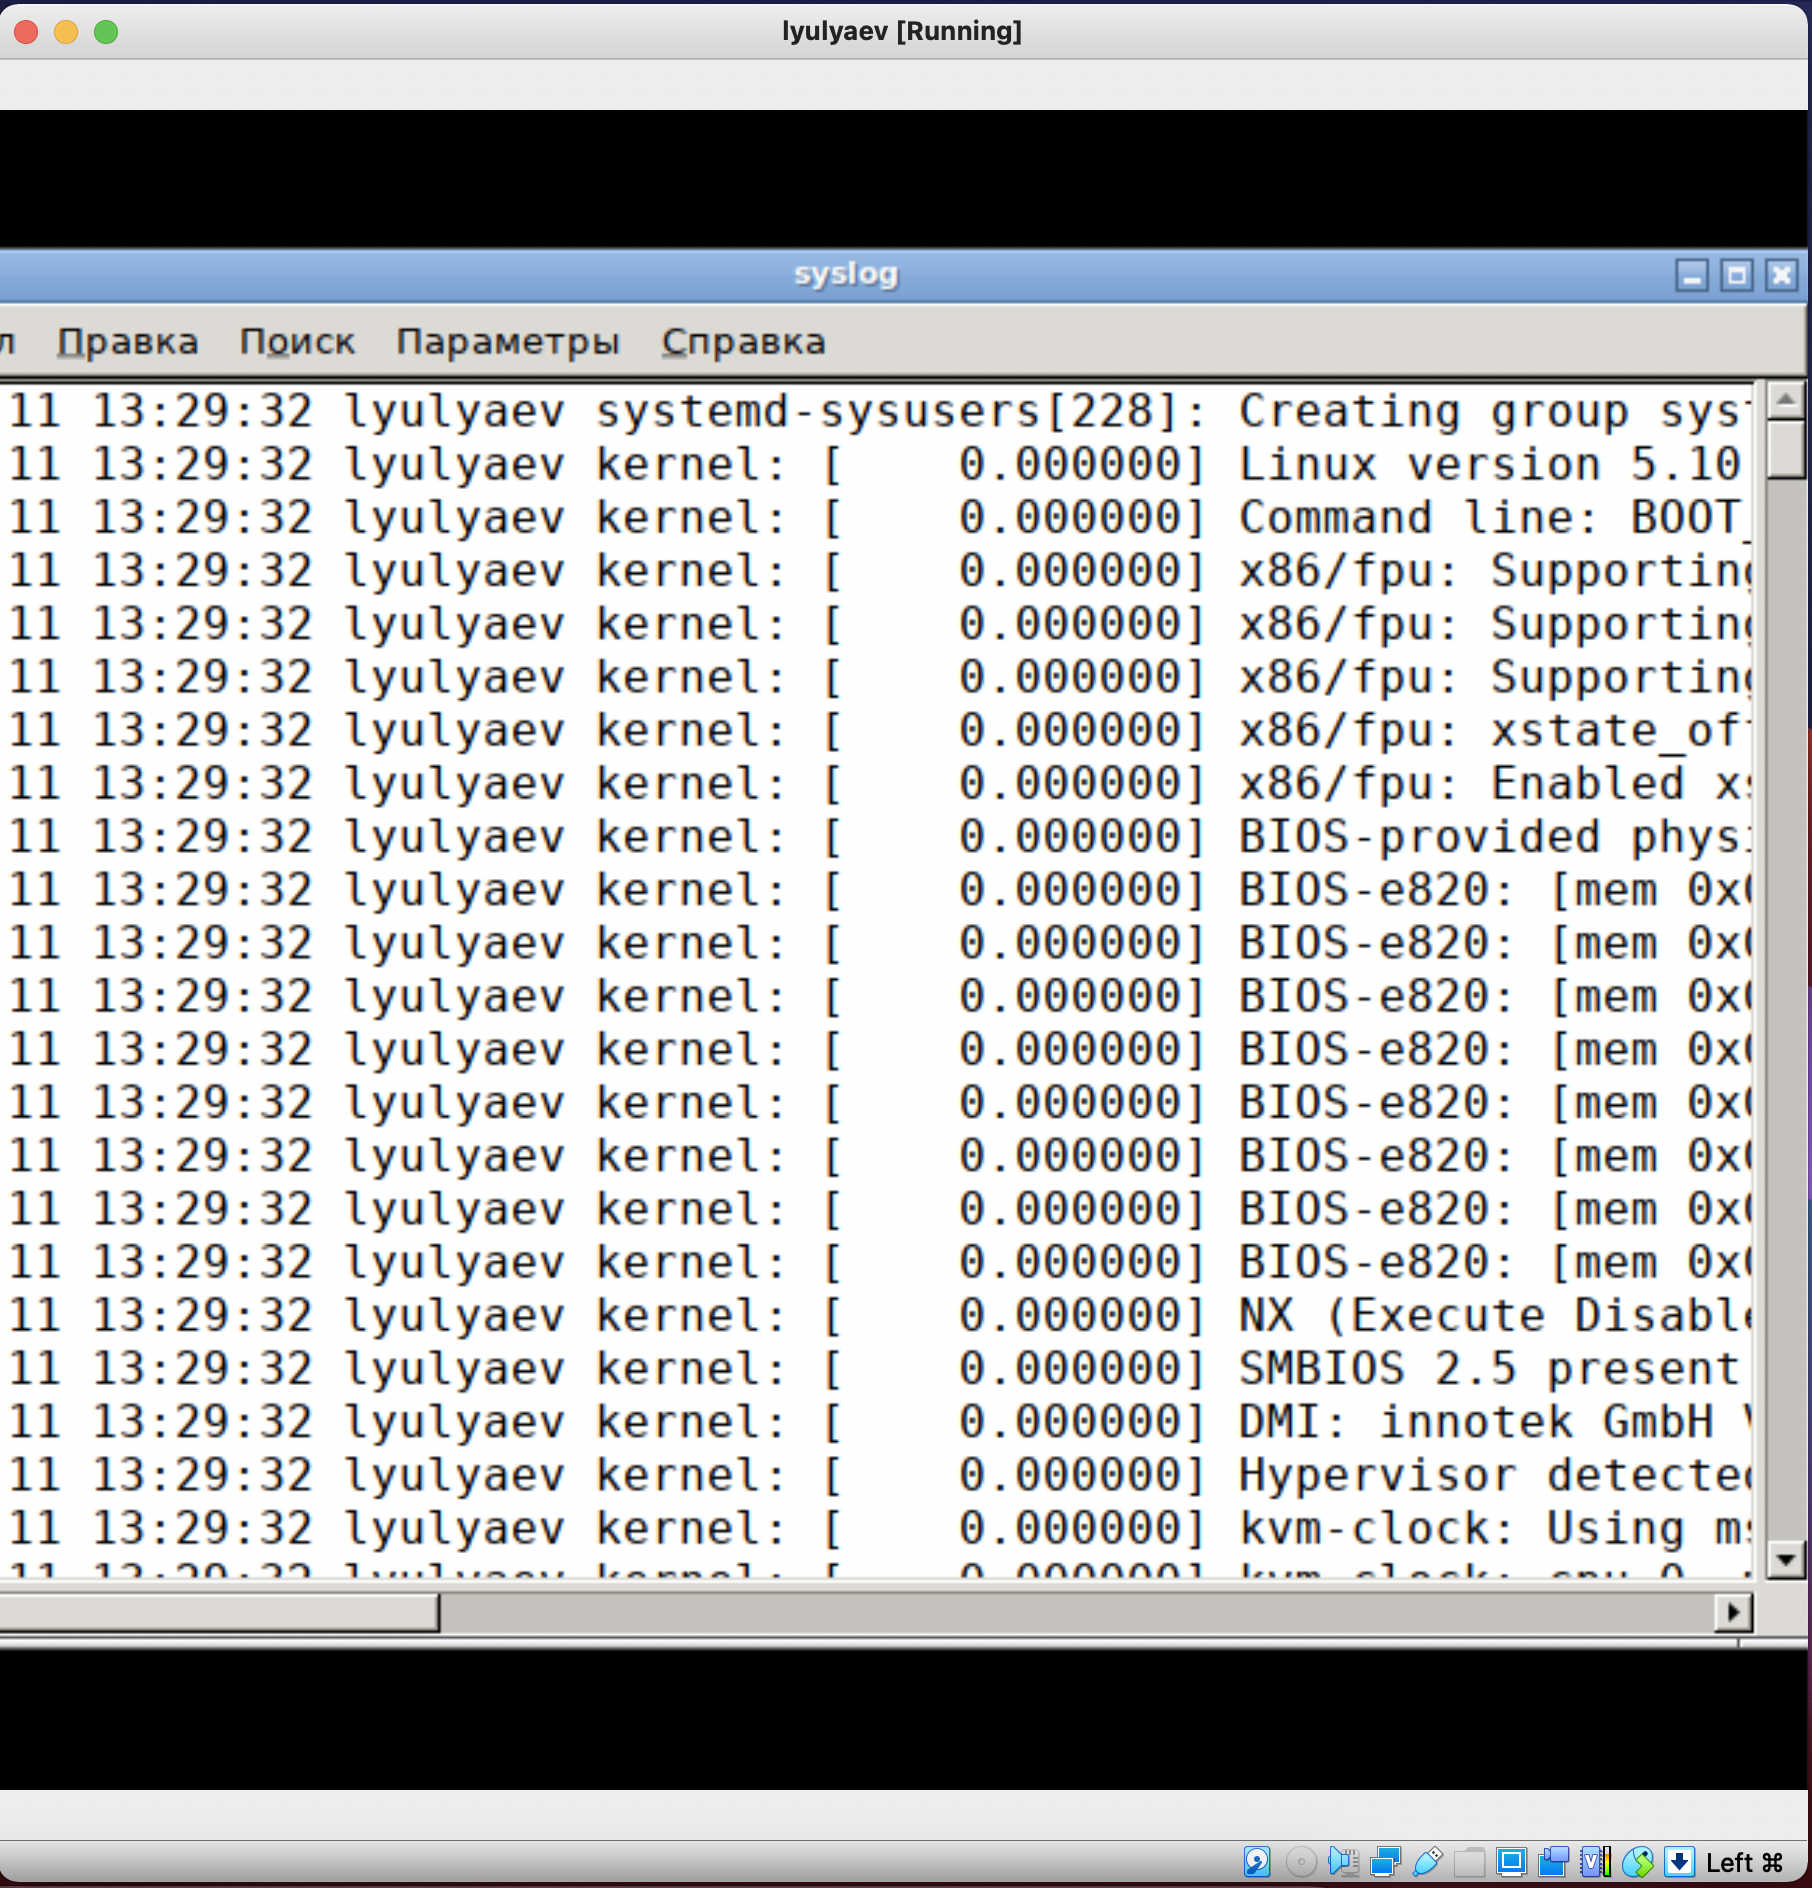 lyulyaev [Running]
syslog
л Правка Поиск Параметры Справка
11 13:29:32 lyulyaev systemd-sysusers[228]: Creating group
11 13:29:32 lyulyaev kernel: [    0.000000] Linux version 5.10
11 13:29:32 lyulyaev kernel: [    0.000000] Command line: BOOT_
11 13:29:32 lyulyaev kernel: [    0.000000] x86/fpu: Supporting
11 13:29:32 lyulyaev kernel: [    0.000000] x86/fpu: Supporting
11 13:29:32 lyulyaev kernel: [    0.000000] x86/fpu: Supporting
11 13:29:32 lyulyaev kernel: [    0.000000] x86/fpu: xstate_of
11 13:29:32 lyulyaev kernel: [    0.000000] x86/fpu: Enabled
11 13:29:32 lyulyaev kernel: [    0.000000] BIOS-provided phys
11 13:29:32 lyulyaev kernel: [    0.000000] BIOS-e820: [mem 0x
11 13:29:32 lyulyaev kernel: [    0.000000] BIOS-e820: [mem 0x
11 13:29:32 lyulyaev kernel: [    0.000000] BIOS-e820: [mem 0x
11 13:29:32 lyulyaev kernel: [    0.000000] BIOS-e820: [mem 0x
11 13:29:32 lyulyaev kernel: [    0.000000] BIOS-e820: [mem 0x
11 13:29:32 lyulyaev kernel: [    0.000000] BIOS-e820: [mem 0x
11 13:29:32 lyulyaev kernel: [    0.000000] BIOS-e820: [mem 0x
11 13:29:32 lyulyaev kernel: [    0.000000] BIOS-e820: [mem 0x
11 13:29:32 lyulyaev kernel: [    0.000000] NX (Execute Disable
11 13:29:32 lyulyaev kernel: [    0.000000] SMBIOS 2.5 present
11 13:29:32 lyulyaev kernel: [    0.000000] DMI: innotek GmbH
11 13:29:32 lyulyaev kernel: [    0.000000] Hypervisor detected
11 13:29:32 lyulyaev kernel: [    0.000000] kvm-clock: Using
Left ⌘